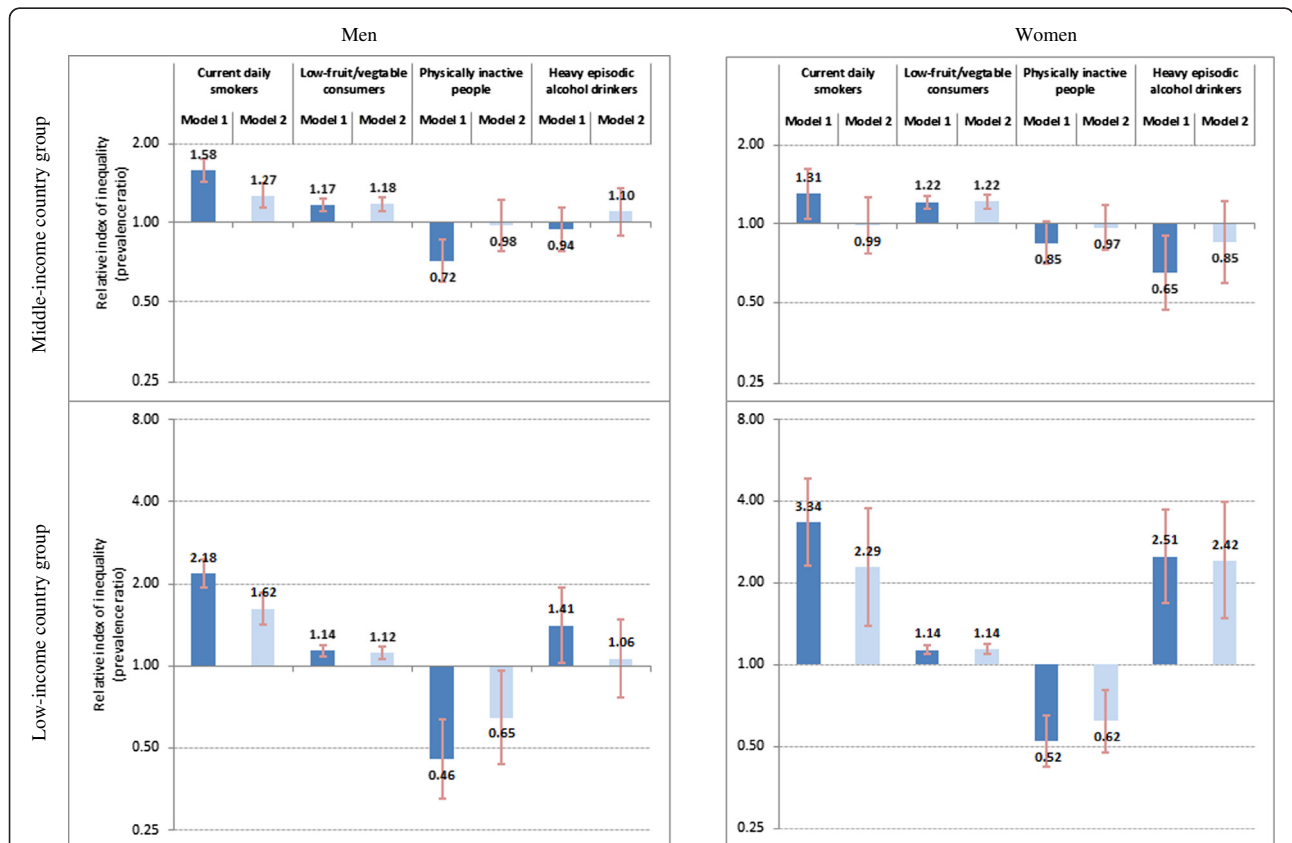 Men
Women
Middle-income country group
Low-income country group
Current daily smokers
Low-fruit/vegtable consumers
Physically inactive people
Heavy episodic alcohol drinkers
Model 1 Model 2 Model 1 Model 2 Model 1 Model 2 Model 1 Model 2
Relative index of inequality
(prevalence ratio)
2.00
1.00
0.50
0.25
1.58
1.27
1.17
1.18
0.72
0.98
0.94
1.10
Current daily smokers
Low-fruit/vegtable consumers
Physically inactive people
Heavy episodic alcohol drinkers
Model 1 Model 2 Model 1 Model 2 Model 1 Model 2 Model 1 Model 2
2.00
1.00
0.50
0.25
1.31
0.99
1.22
1.22
0.85
0.97
0.65
0.85
Relative index of inequality
(prevalence ratio)
8.00
4.00
2.00
1.00
0.50
0.25
2.18
1.62
1.14
1.12
0.46
0.65
1.41
1.06
8.00
4.00
2.00
1.00
0.50
0.25
3.34
2.29
1.14
1.14
0.52
0.62
2.51
2.42